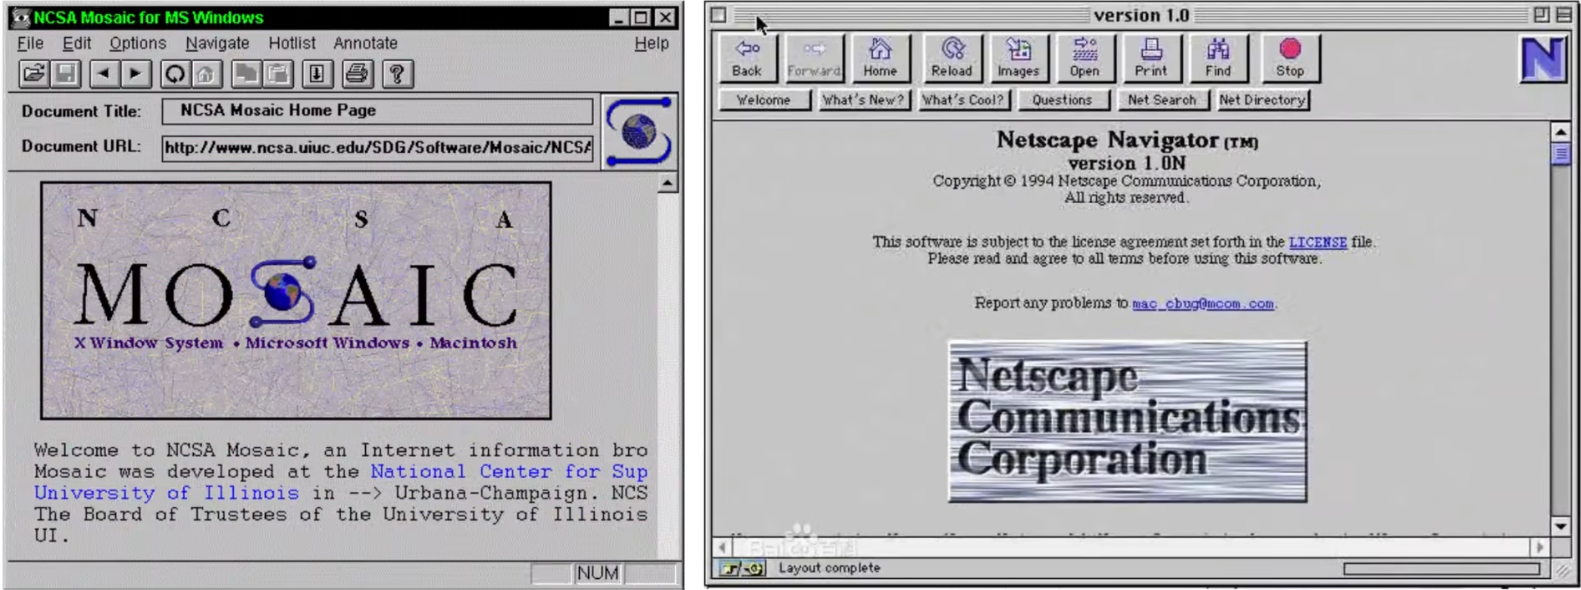 NCSA Mosaic for MS Windows
File Edit Options Navigate Hotlist Annotate Help
Document Title: NCSA Mosaic Home Page
Document URL: http://www.ncsa.uiuc.edu/SDG/Software/Mosaic/NCSA
N C S A
MOSAIC
X Window System • Microsoft Windows • Macintosh
Welcome to NCSA Mosaic, an Internet information bro
Mosaic was developed at the National Center for Sup
University of Illinois in --> Urbana-Champaign. NCS
The Board of Trustees of the University of Illinois
UI.
NUM
version 1.0
Back Forward Home Reload Images Open Print Find Stop
N
Welcome What's New? What's Cool? Questions Net Search Net Directory
Netscape Navigator (TM)
version 1.0N
Copyright © 1994 Netscape Communications Corporation,
All rights reserved.
This software is subject to the license agreement set forth in the LICENSE file.
Please read and agree to all terms before using this software.
Report any problems to mac_cbug@mcom.com.
Netscape
Communications
Corporation
Layout complete